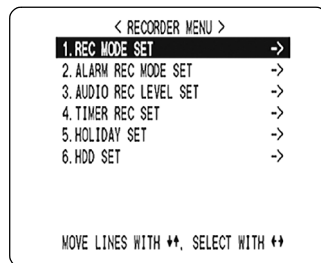 < RECORDER MENU >
1. REC MODE SET ->
2. ALARM REC MODE SET ->
3. AUDIO REC LEVEL SET ->
4. TIMER REC SET ->
5. HOLIDAY SET ->
6. HDD SET ->
MOVE LINES WITH ↓↑, SELECT WITH ←→